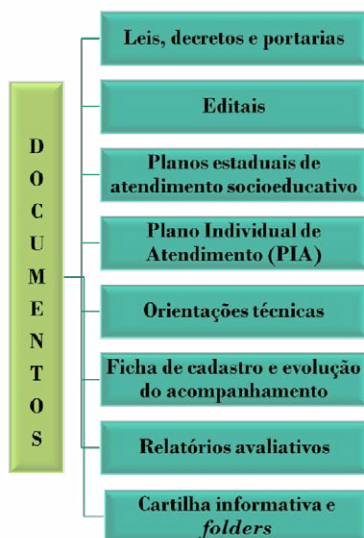 DOCUMENTOS
Leis, decretos e portarias
Editais
Planos estaduais de
atendimento socioeducativo
Plano Individual de
Atendimento (PIA)
Orientações técnicas
Ficha de cadastro e evolução
do acompanhamento
Relatórios avaliativos
Cartilha informativa e
folders